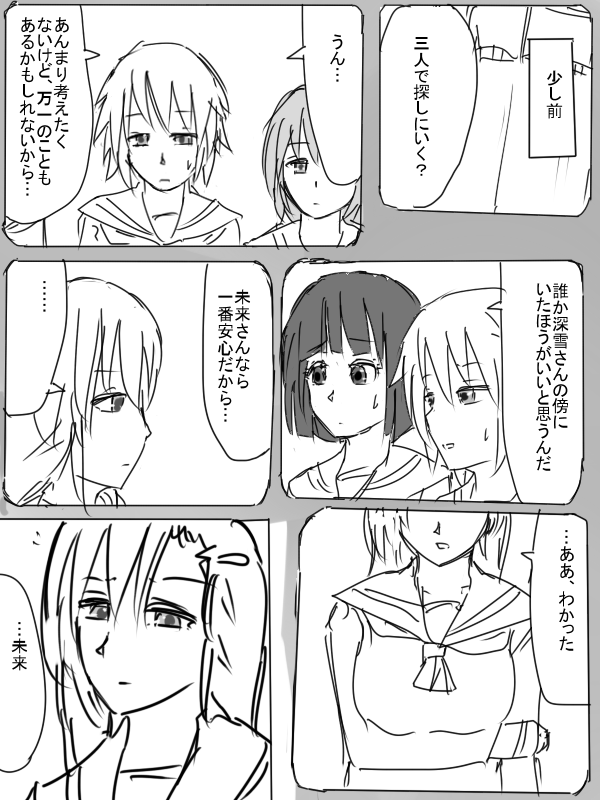 少し前
三人で探しにいく？
うん…
あんまり考えたく
ないけど、万一のことも
あるかもしれないから…
誰か深雪さんの傍に
いたほうがいいと思うんだ
未来さんなら
一番安心だから…
……
…ああ、わかった
…未来